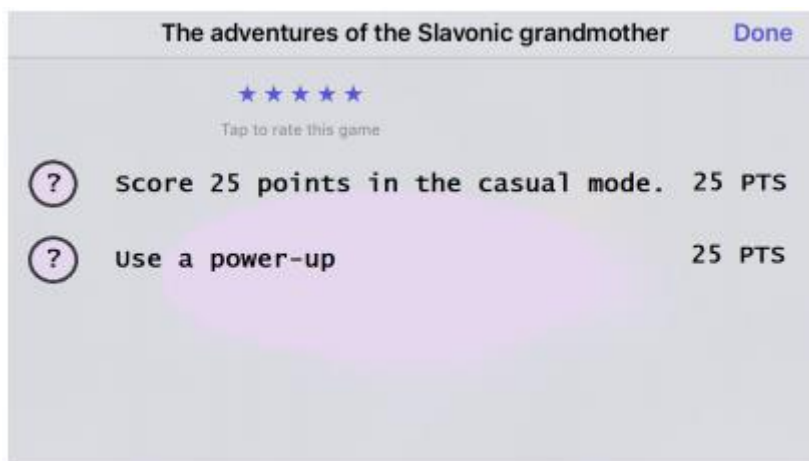 The adventures of the Slavonic grandmother Done
★★★★★
Tap to rate this game
? Score 25 points in the casual mode. 25 PTS
? Use a power-up 25 PTS